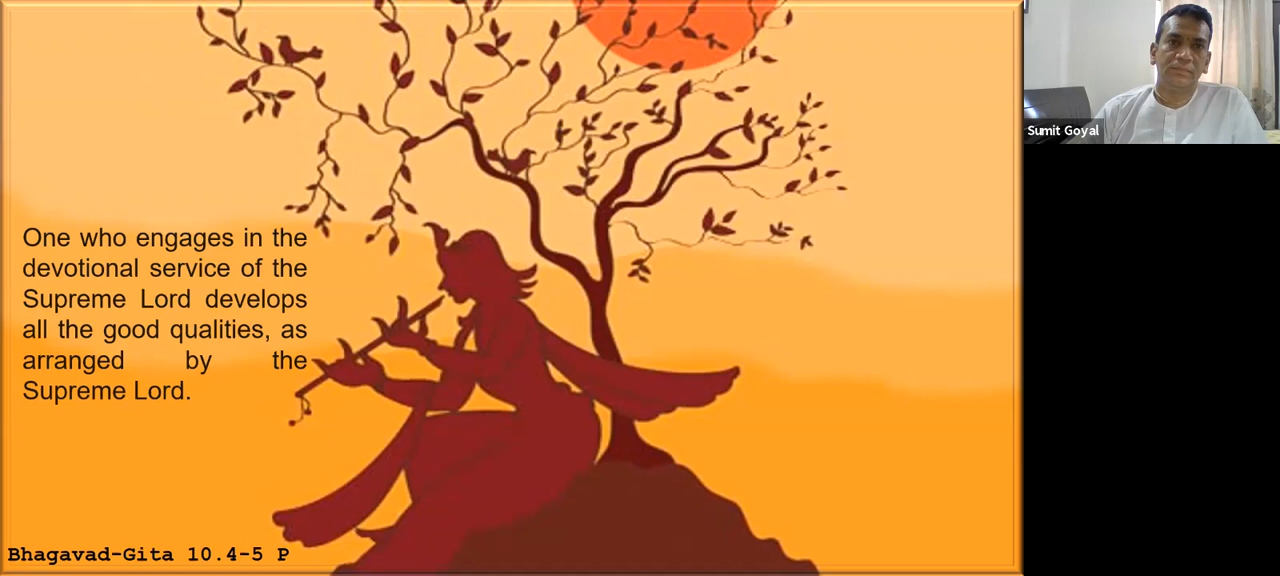 One who engages in the
devotional service of the
Supreme Lord develops
all the good qualities, as
arranged by the
Supreme Lord.
Bhagavad-Gita 10.4-5 P
Sumit Goyal